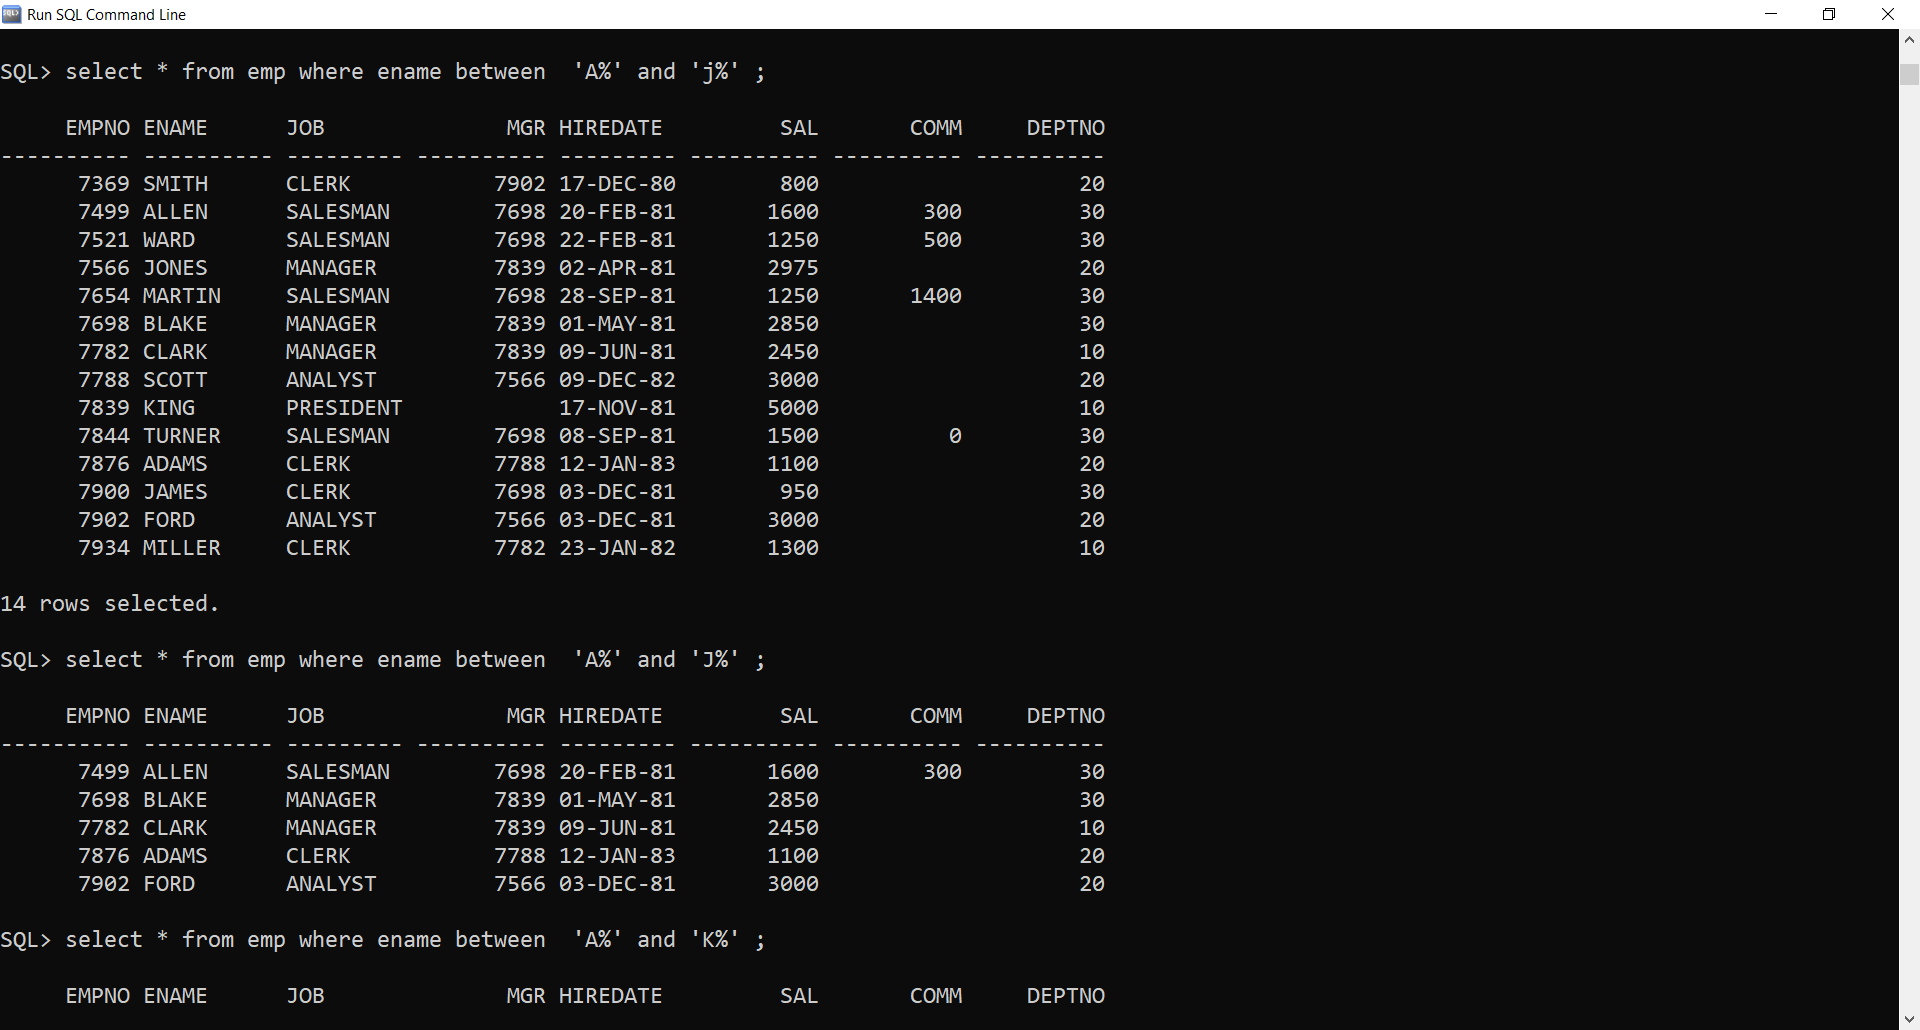 Run SQL Command Line
SQL> select * from emp where ename between  'A%' and 'j%' ;
     EMPNO ENAME      JOB              MGR HIREDATE         SAL       COMM     DEPTNO
---------- ---------- --------- ---------- --------- ---------- ---------- ----------
      7369 SMITH      CLERK           7902 17-DEC-80        800                    20
      7499 ALLEN      SALESMAN        7698 20-FEB-81       1600        300         30
      7521 WARD       SALESMAN        7698 22-FEB-81       1250        500         30
      7566 JONES      MANAGER         7839 02-APR-81       2975                    20
      7654 MARTIN     SALESMAN        7698 28-SEP-81       1250       1400         30
      7698 BLAKE      MANAGER         7839 01-MAY-81       2850                    30
      7782 CLARK      MANAGER         7839 09-JUN-81       2450                    10
      7788 SCOTT      ANALYST         7566 09-DEC-82       3000                    20
      7839 KING       PRESIDENT            17-NOV-81       5000                    10
      7844 TURNER     SALESMAN        7698 08-SEP-81       1500          0         30
      7876 ADAMS      CLERK           7788 12-JAN-83       1100                    20
      7900 JAMES      CLERK           7698 03-DEC-81        950                    30
      7902 FORD       ANALYST         7566 03-DEC-81       3000                    20
      7934 MILLER     CLERK           7782 23-JAN-82       1300                    10
14 rows selected.
SQL> select * from emp where ename between  'A%' and 'J%' ;
     EMPNO ENAME      JOB              MGR HIREDATE         SAL       COMM     DEPTNO
---------- ---------- --------- ---------- --------- ---------- ---------- ----------
      7499 ALLEN      SALESMAN        7698 20-FEB-81       1600        300         30
      7698 BLAKE      MANAGER         7839 01-MAY-81       2850                    30
      7782 CLARK      MANAGER         7839 09-JUN-81       2450                    10
      7876 ADAMS      CLERK           7788 12-JAN-83       1100                    20
      7902 FORD       ANALYST         7566 03-DEC-81       3000                    20
SQL> select * from emp where ename between  'A%' and 'K%' ;
     EMPNO ENAME      JOB              MGR HIREDATE         SAL       COMM     DEPTNO